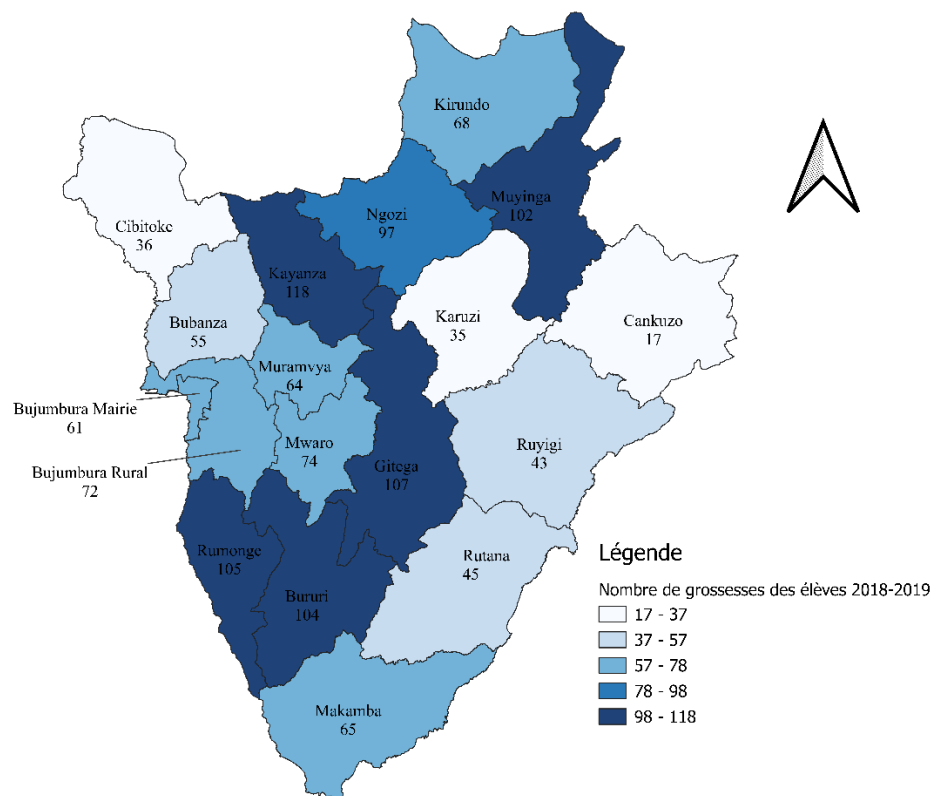 Kirundo
68
Muyinga
102
Ngozi
97
Cibitoke
36
Kayanza
118
Karuzi
35
Cankuzo
17
Bubanza
55
Muramvya
64
Bujumbura Mairie
61
Mwaro
74
Ruyigi
43
Bujumbura Rural
72
Gitega
107
Rumonge
105
Rutana
45
Bururi
104
Makamba
65
Légende
Nombre de grossesses des élèves 2018-2019
17 - 37
37 - 57
57 - 78
78 - 98
98 - 118